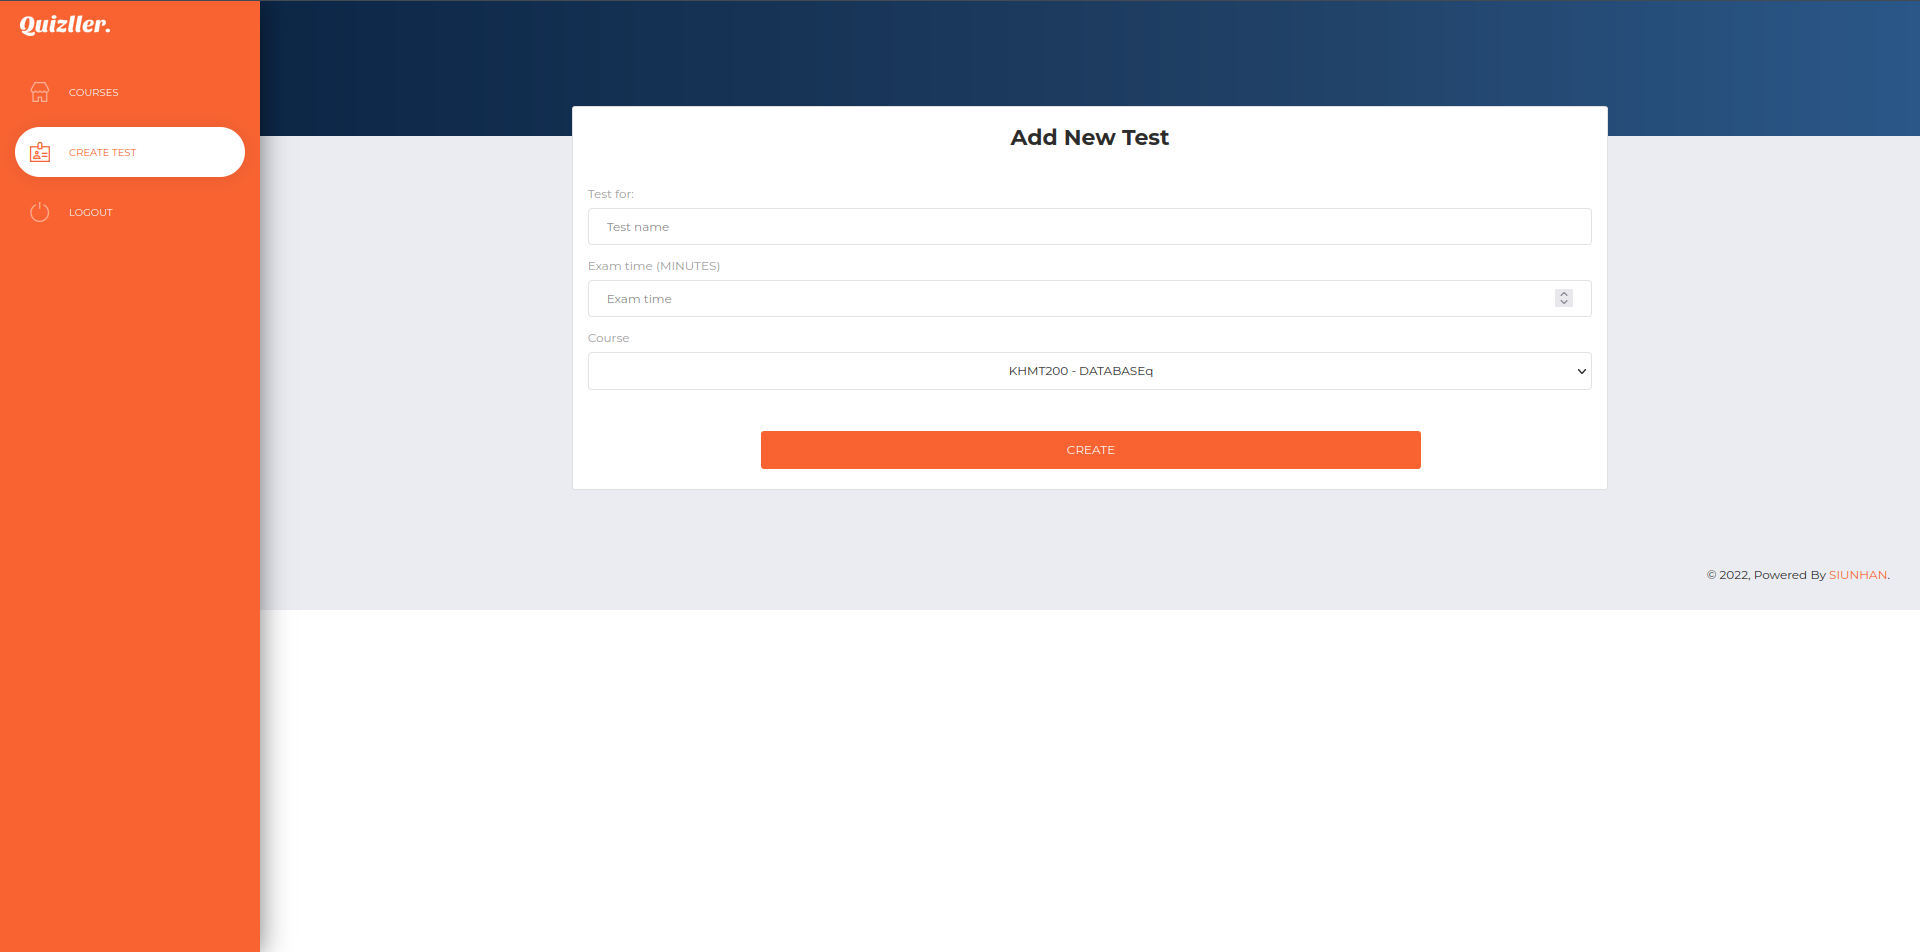 Quizller.
COURSES
CREATE TEST
LOGOUT
Add New Test
Test for:
Test name
Exam time (MINUTES)
Exam time
Course
KHMT200 - DATABASEq
CREATE
© 2022, Powered By SIUNHAN.